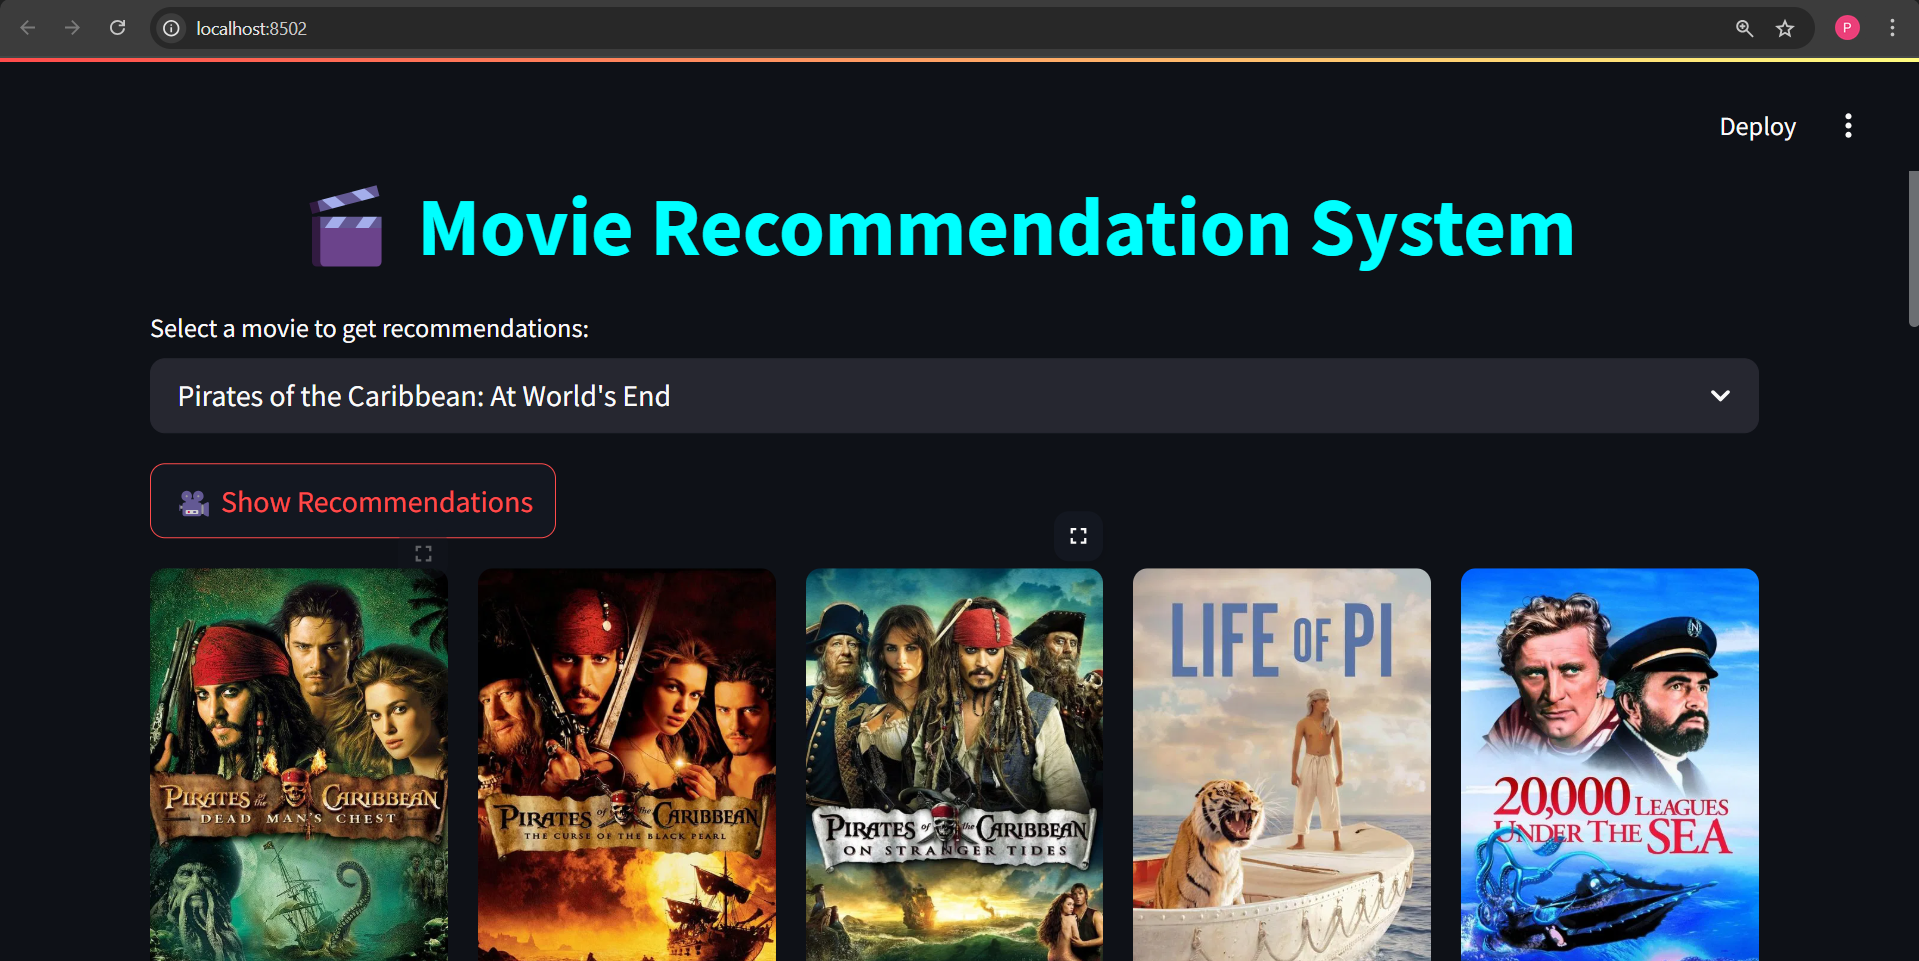 localhost:8502
P
Deploy
Movie Recommendation System
Select a movie to get recommendations:
Pirates of the Caribbean: At World's End
Show Recommendations
PIRATES of the CARIBBEAN
DEAD MAN'S CHEST
PIRATES of the CARIBBEAN
THE CURSE OF THE BLACK PEARL
PIRATES of the CARIBBEAN
ON STRANGER TIDES
LIFE OF PI
N
20,000 LEAGUES
UNDER THE SEA